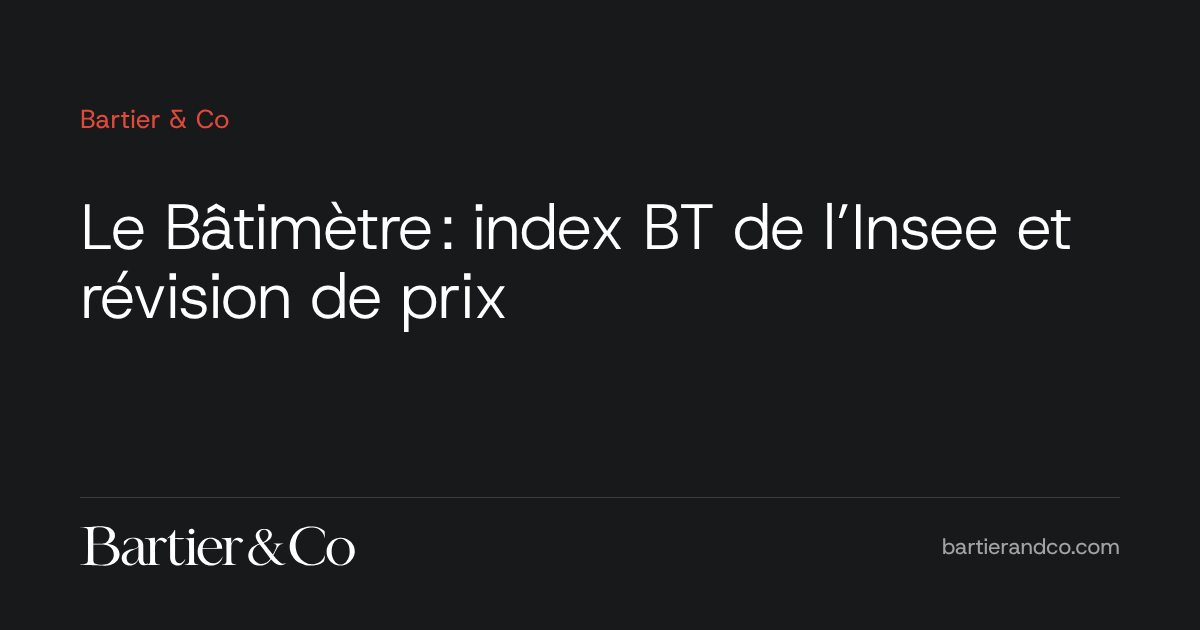 Bartier & Co
Le Bâtimètre : index BT de l’Insee et
révision de prix
Bartier & Co
bartierandco.com